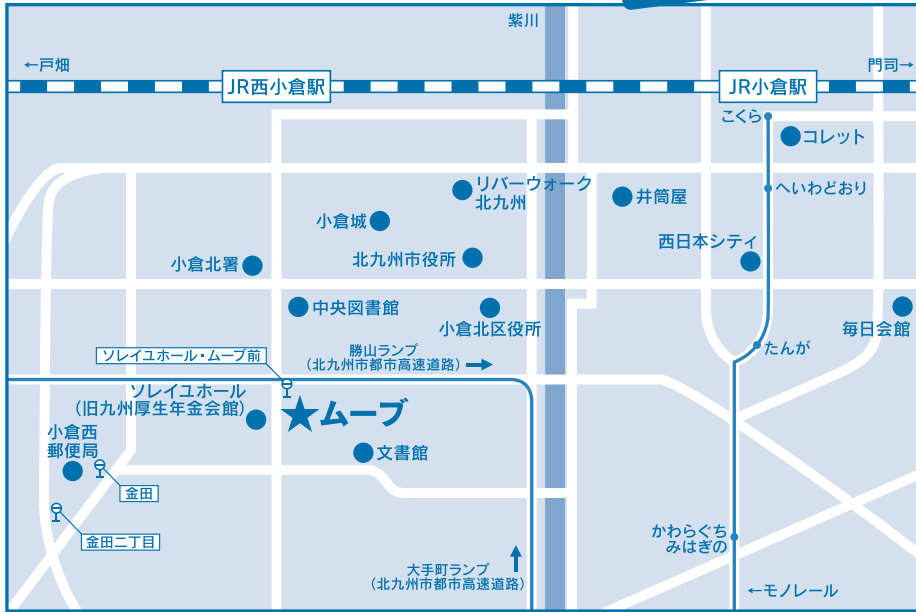 紫川
←戸畑
門司→
JR西小倉駅
JR小倉駅
こくら
コレット
リバーウォーク
北九州
へいわどおり
井筒屋
小倉城
西日本シティ
北九州市役所
小倉北署
中央図書館
小倉北区役所
毎日会館
勝山ランプ
(北九州市都市高速道路)
たんが
ソレイユホール・ムーブ前
ソレイユホール
(旧九州厚生年金会館)
ムーブ
小倉西
郵便局
文書館
金田
金田二丁目
かわらぐち
みはぎの
大手町ランプ
(北九州市都市高速道路)
←モノレール